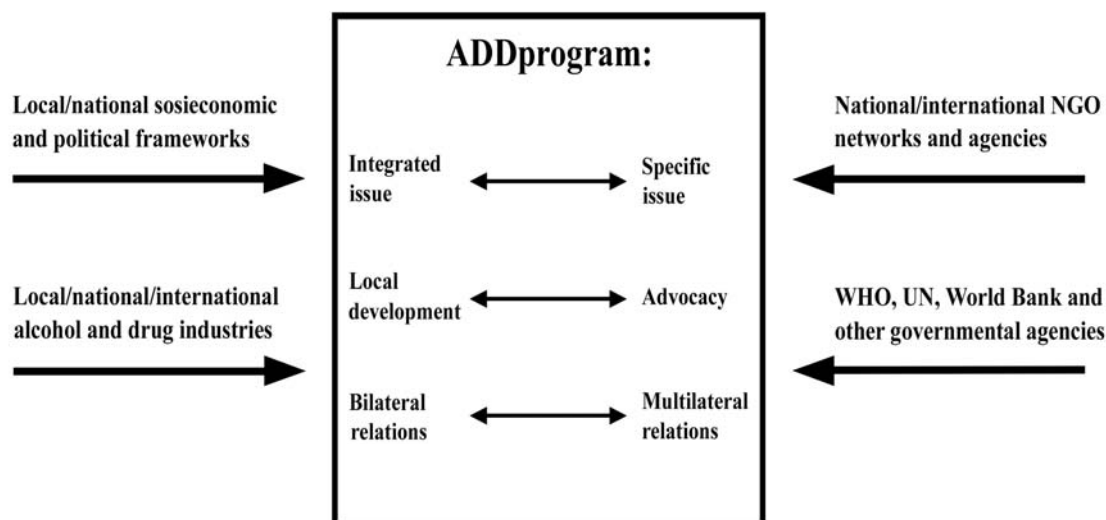 ADDprogram:
Local/national sosieconomic
and political frameworks
Local/national/international
alcohol and drug industries
Integrated
issue
Specific
issue
Local
development
Advocacy
Bilateral
relations
Multilateral
relations
National/international NGO
networks and agencies
WHO, UN, World Bank and
other governmental agencies